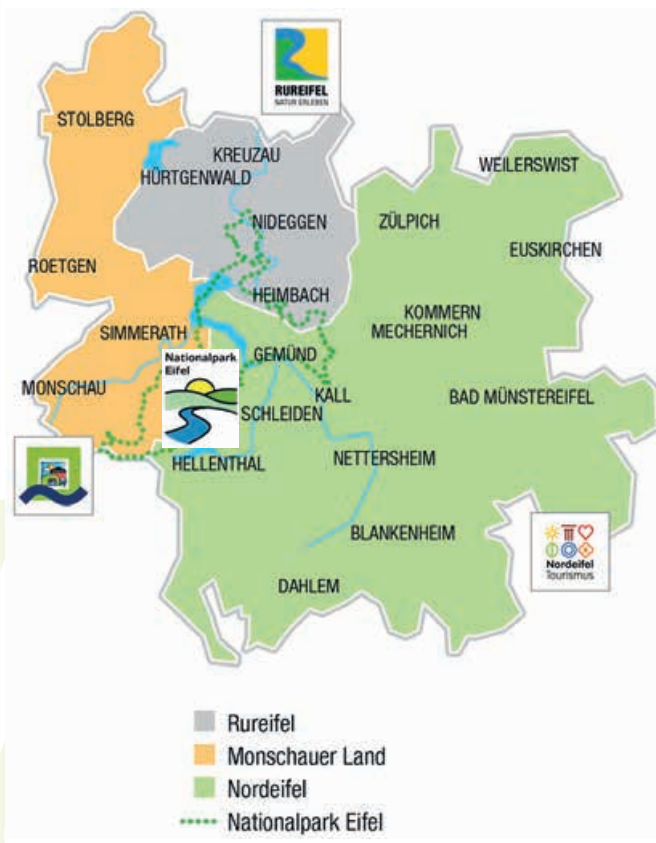 RUREIFEL
NATUR ERLEBEN
STOLBERG
KREUZAU
HÜRTGENWALD
WEILERSWIST
NIDEGGEN
ZÜLPICH
EUSKIRCHEN
ROETGEN
HEIMBACH
KOMMERN
MECHERNICH
SIMMERATH
GEMÜND
Nationalpark
Eifel
MONSCHAU
KALL
BAD MÜNSTEREIFEL
SCHLEIDEN
HELLENTHAL
NETTERSHEIM
BLANKENHEIM
Nordeifel
Tourismus
DAHLEM
Rureifel
Monschauer Land
Nordeifel
Nationalpark Eifel